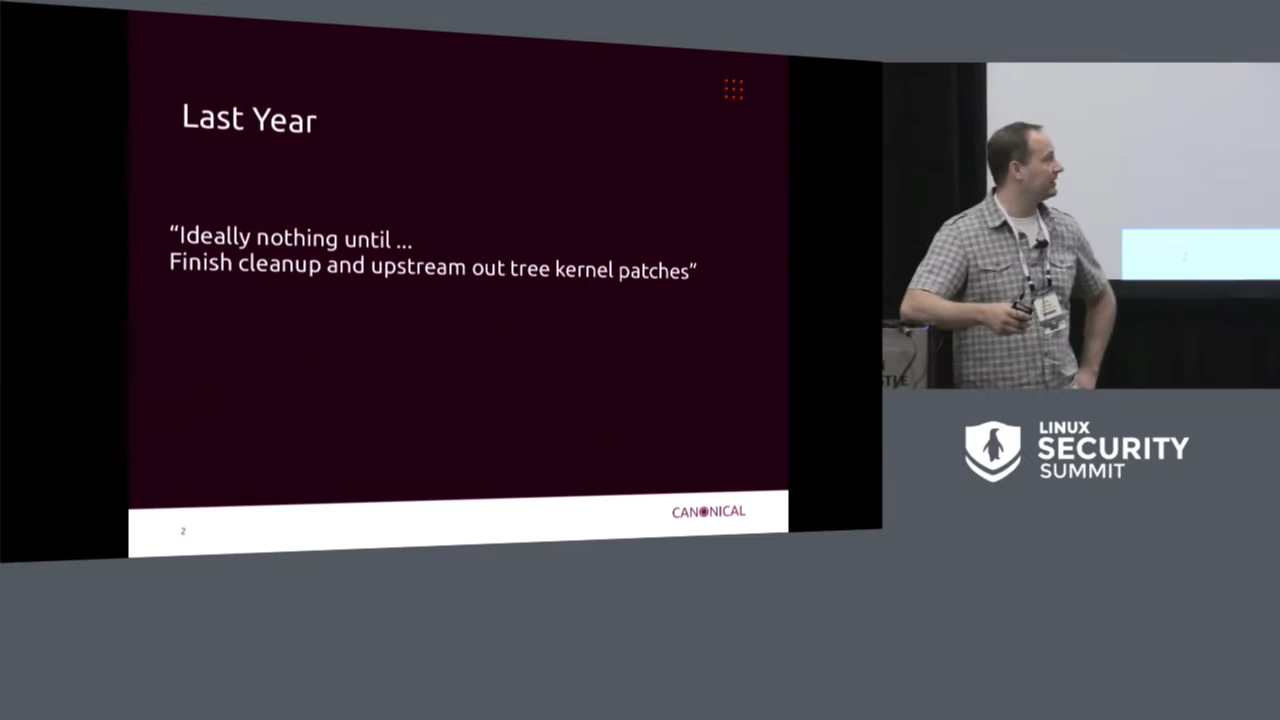 Last Year
“Ideally nothing until ...
Finish cleanup and upstream out tree kernel patches”
2
CANONICAL
LINUX
SECURITY
SUMMIT